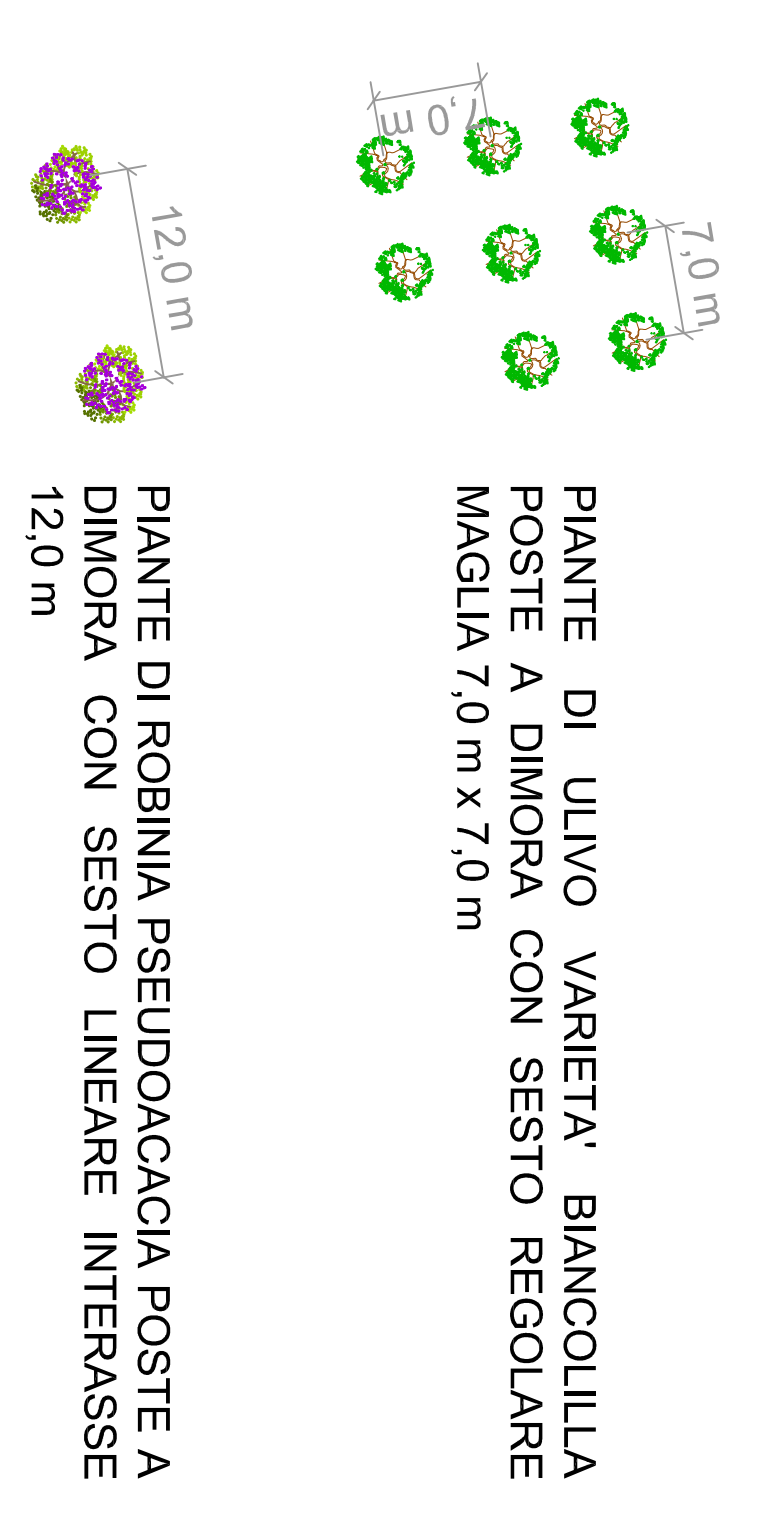 7,0 m
7,0 m
PIANTE DI ULIVO VARIETA' BIANCOLILLA
POSTE A DIMORA CON SESTO REGOLARE
MAGLIA 7,0 m x 7,0 m
12,0 m
PIANTE DI ROBINIA PSEUDOACACIA POSTE A
DIMORA CON SESTO LINEARE INTERASSE
12,0 m